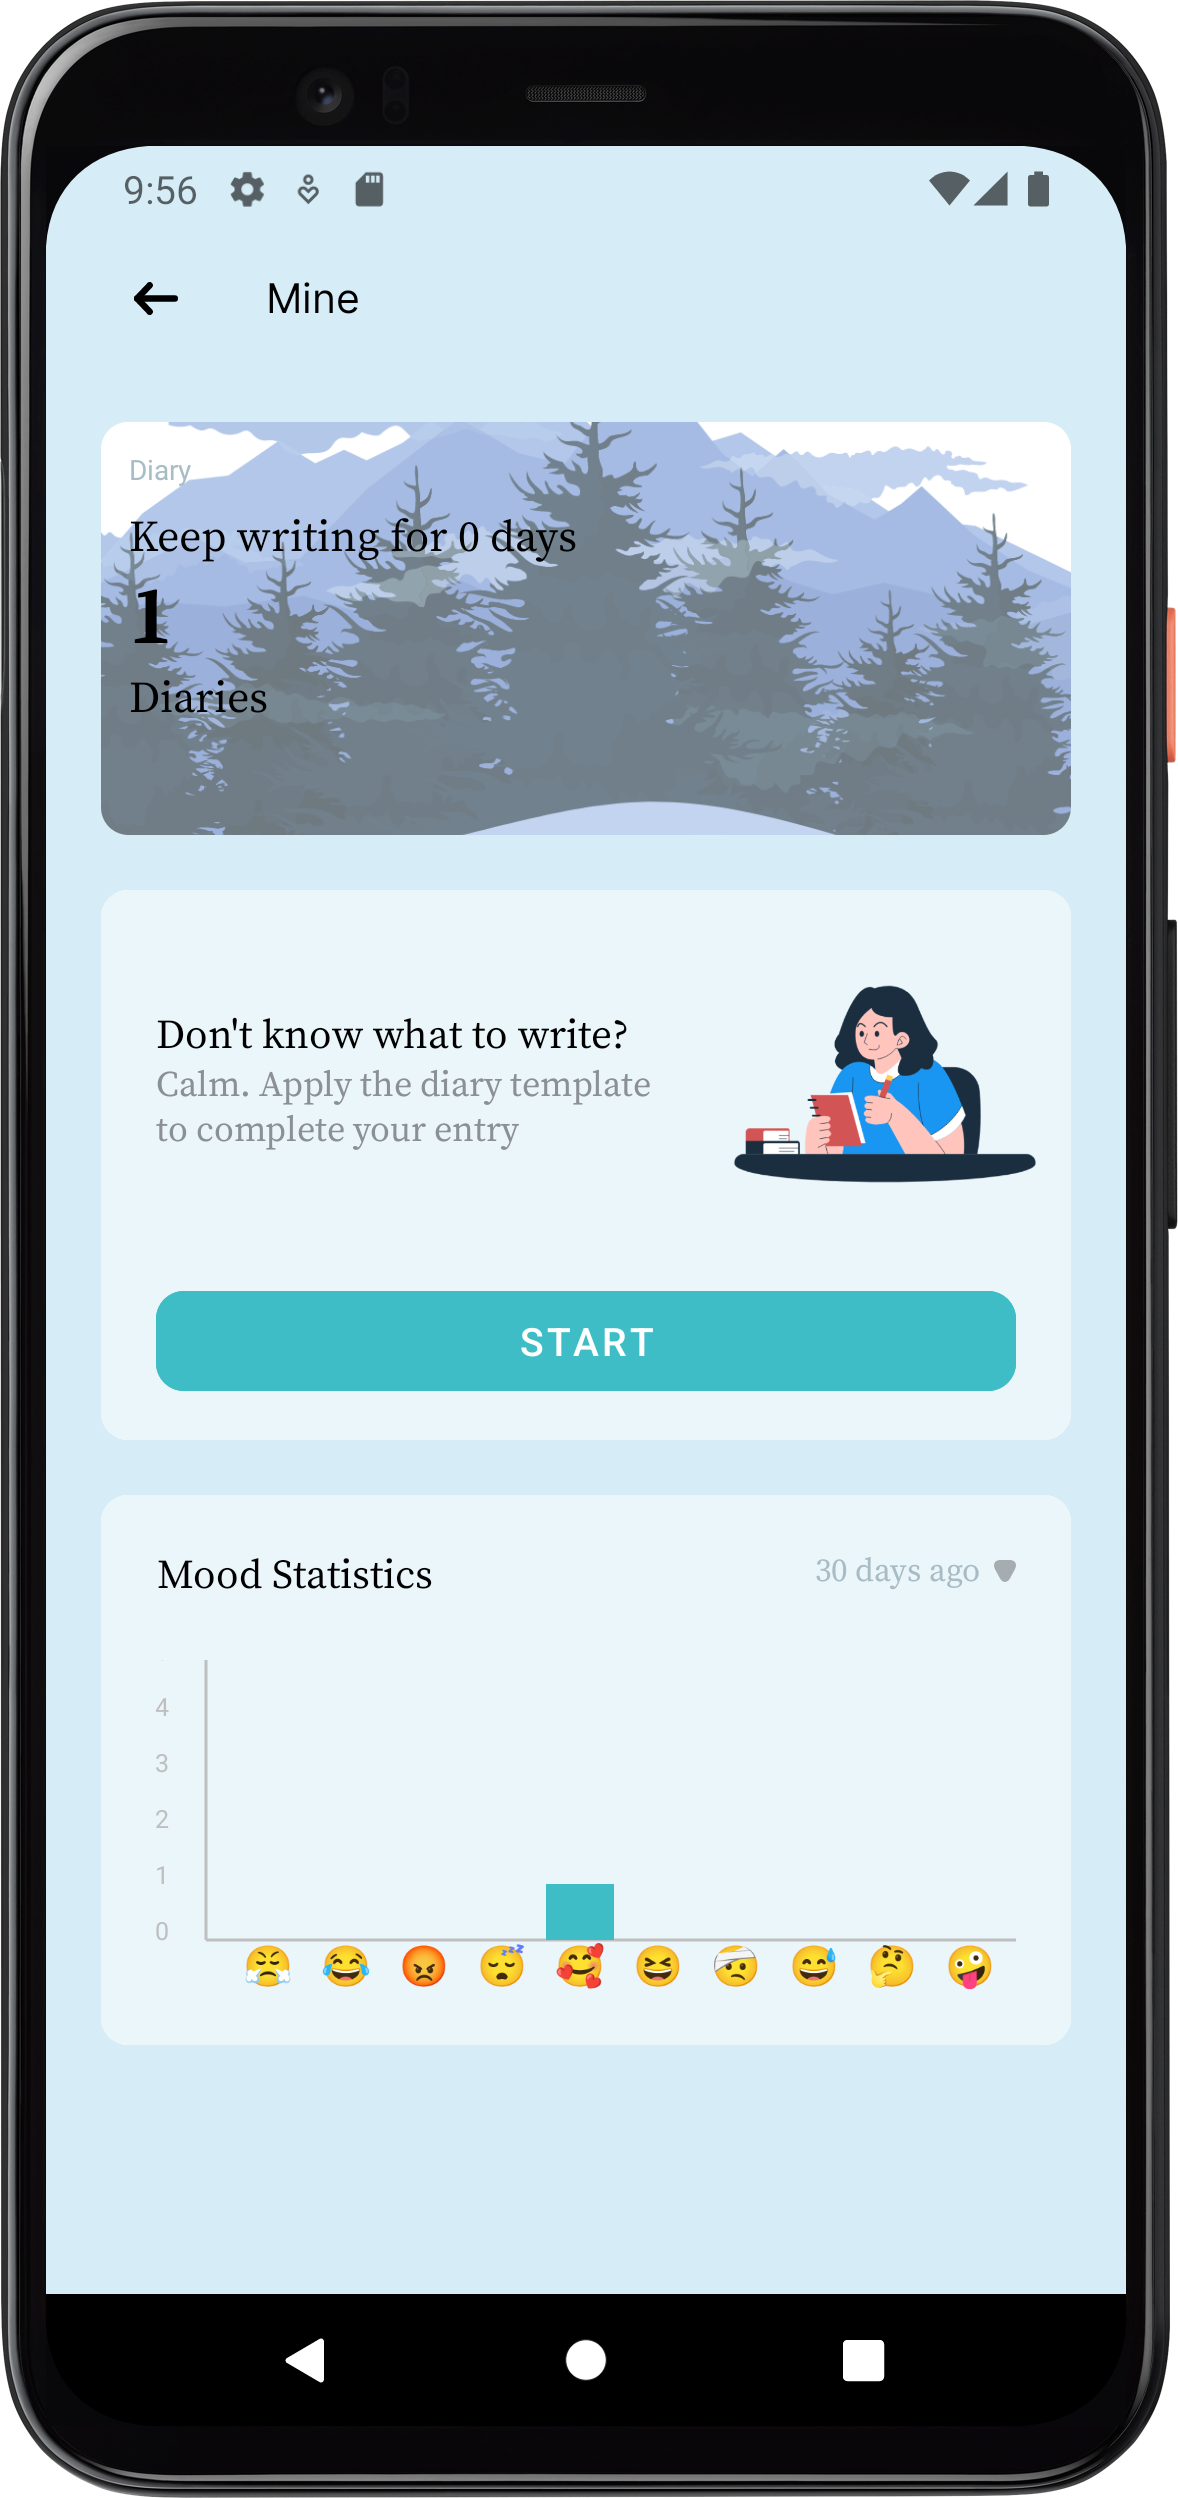 9:56
Mine
Diary
Keep writing for 0 days
1
Diaries
Don't know what to write?
Calm. Apply the diary template
to complete your entry
START
Mood Statistics
30 days ago
4
3
2
1
0